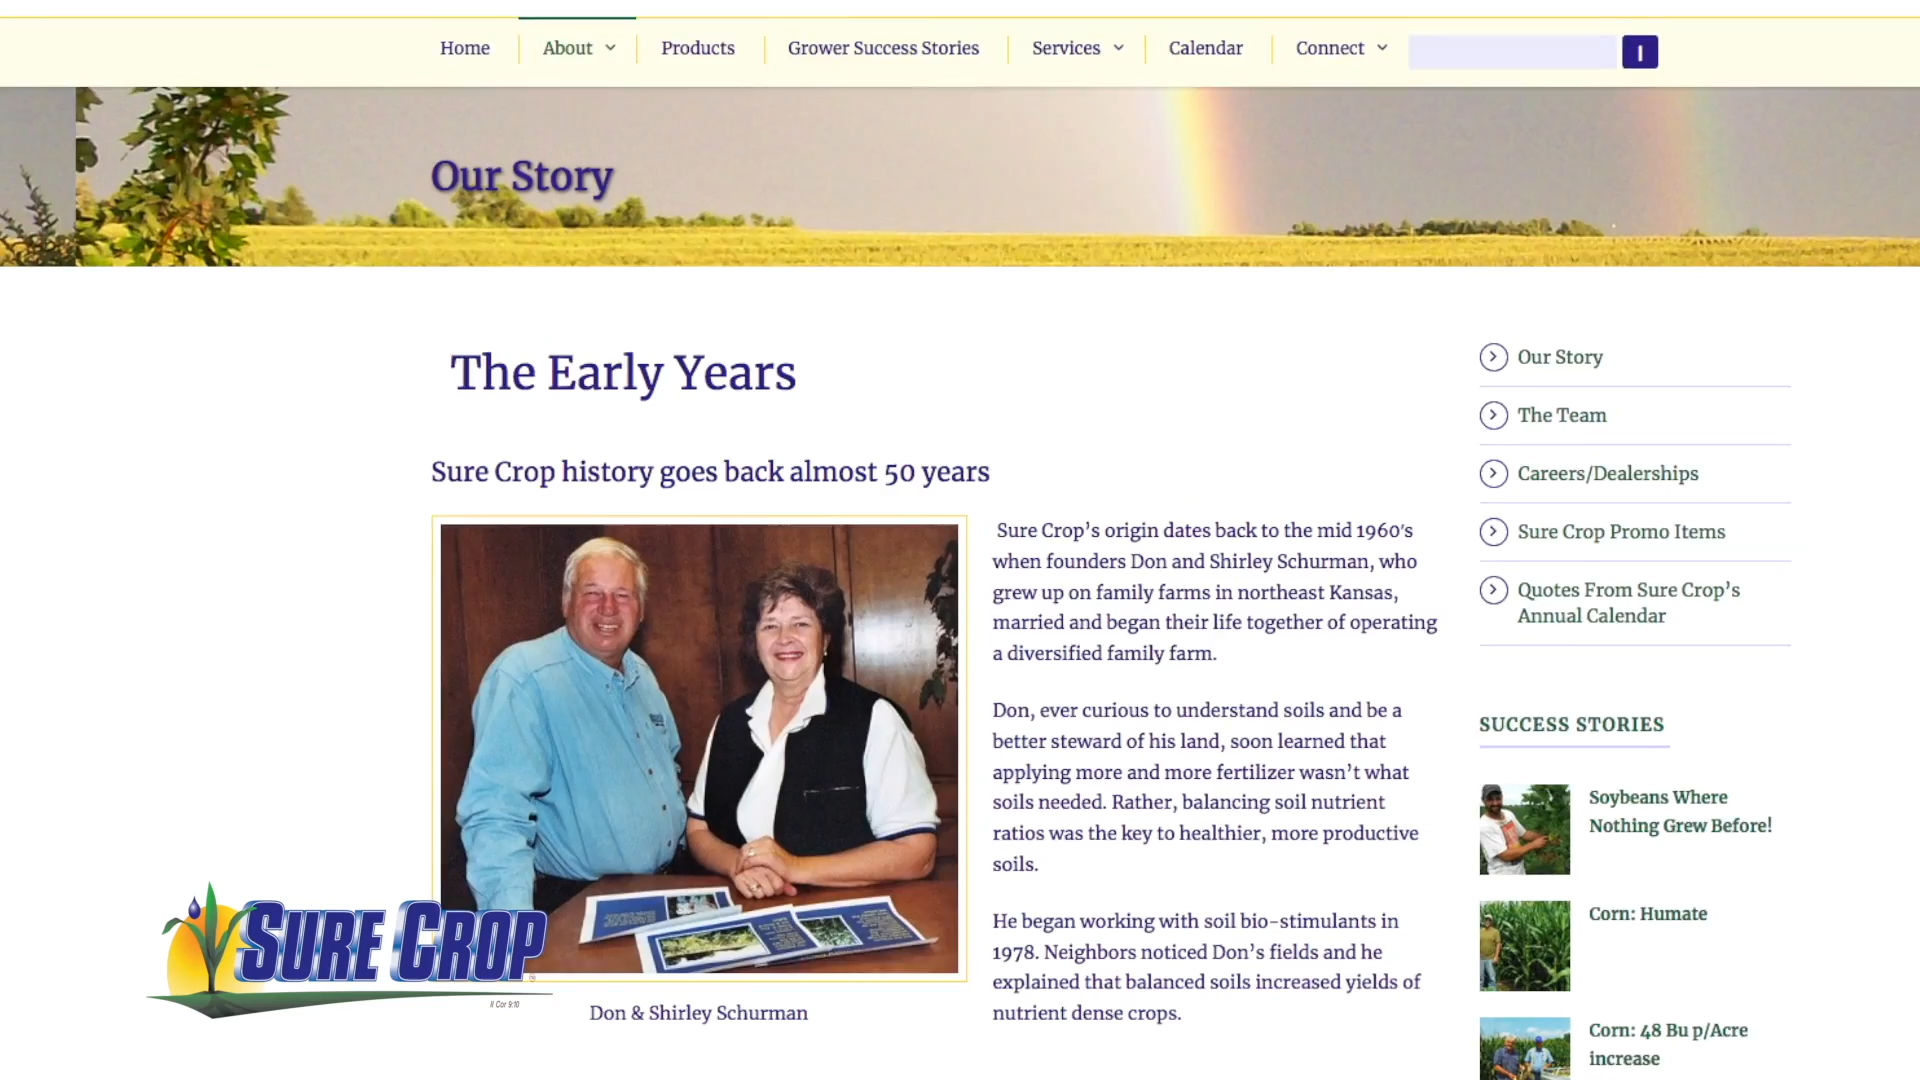 Home About Products Grower Success Stories Services Calendar Connect
Our Story
The Early Years
Sure Crop history goes back almost 50 years
Sure Crop’s origin dates back to the mid 1960's
when founders Don and Shirley Schurman, who
grew up on family farms in northeast Kansas,
married and began their life together of operating
a diversified family farm.
Don, ever curious to understand soils and be a
better steward of his land, soon learned that
applying more and more fertilizer wasn’t what
soils needed. Rather, balancing soil nutrient
ratios was the key to healthier, more productive
soils.
He began working with soil bio-stimulants in
1978. Neighbors noticed Don’s fields and he
explained that balanced soils increased yields of
nutrient dense crops.
Don & Shirley Schurman
SURE CROP
II Cor 9:10
Our Story
The Team
Careers/Dealerships
Sure Crop Promo Items
Quotes From Sure Crop’s
Annual Calendar
SUCCESS STORIES
Soybeans Where
Nothing Grew Before!
Corn: Humate
Corn: 48 Bu p/Acre
increase